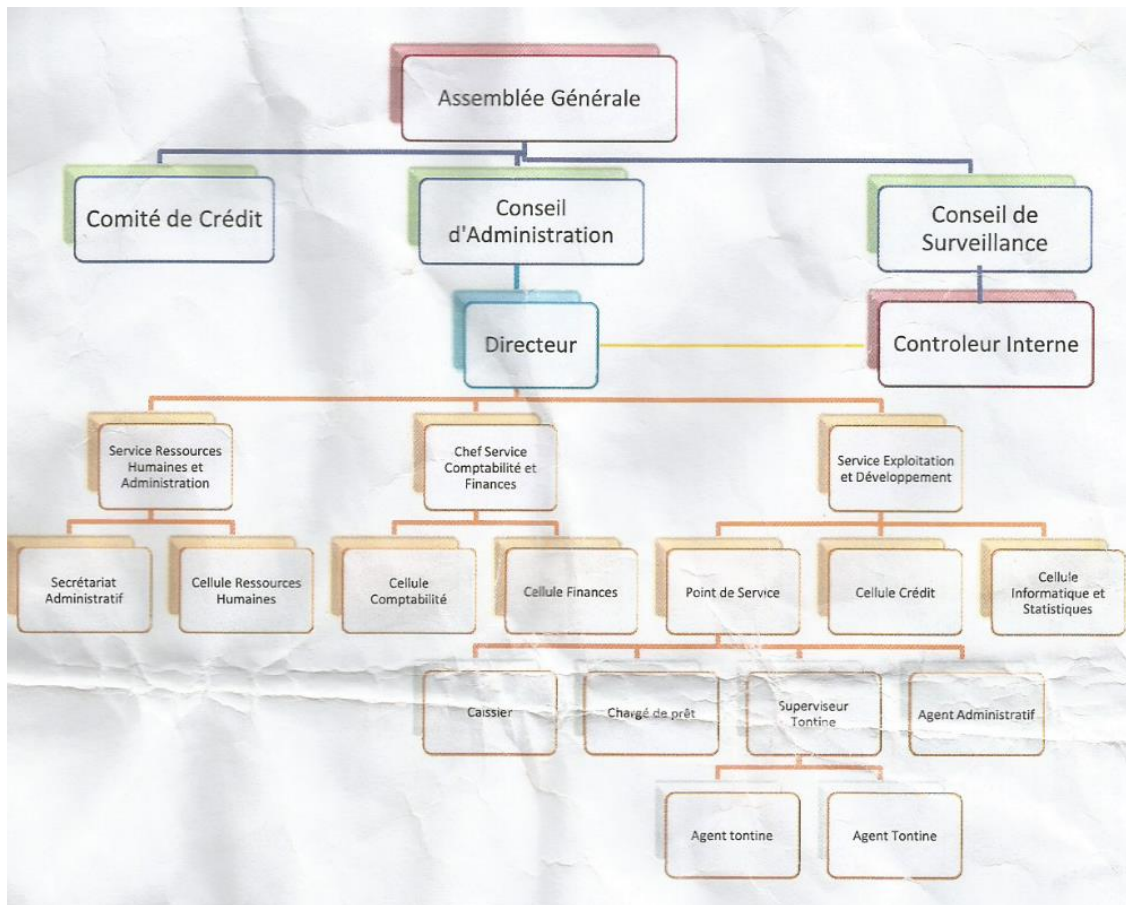 Assemblée Générale
Comité de Crédit
Conseil
d'Administration
Conseil de
Surveillance
Directeur
Controleur Interne
Service Ressources
Humaines et
Administration
Chef Service
Comptabilité et
Finances
Service Exploitation
et Développement
Secrétariat
Administratif
Cellule Ressources
Humaines
Cellule
Comptabilité
Cellule Finances
Point de Service
Cellule Crédit
Cellule
Informatique et
Statistiques
Caissier
Chargé de prêt
Superviseur
Tontine
Agent Administratif
Agent tontine
Agent Tontine